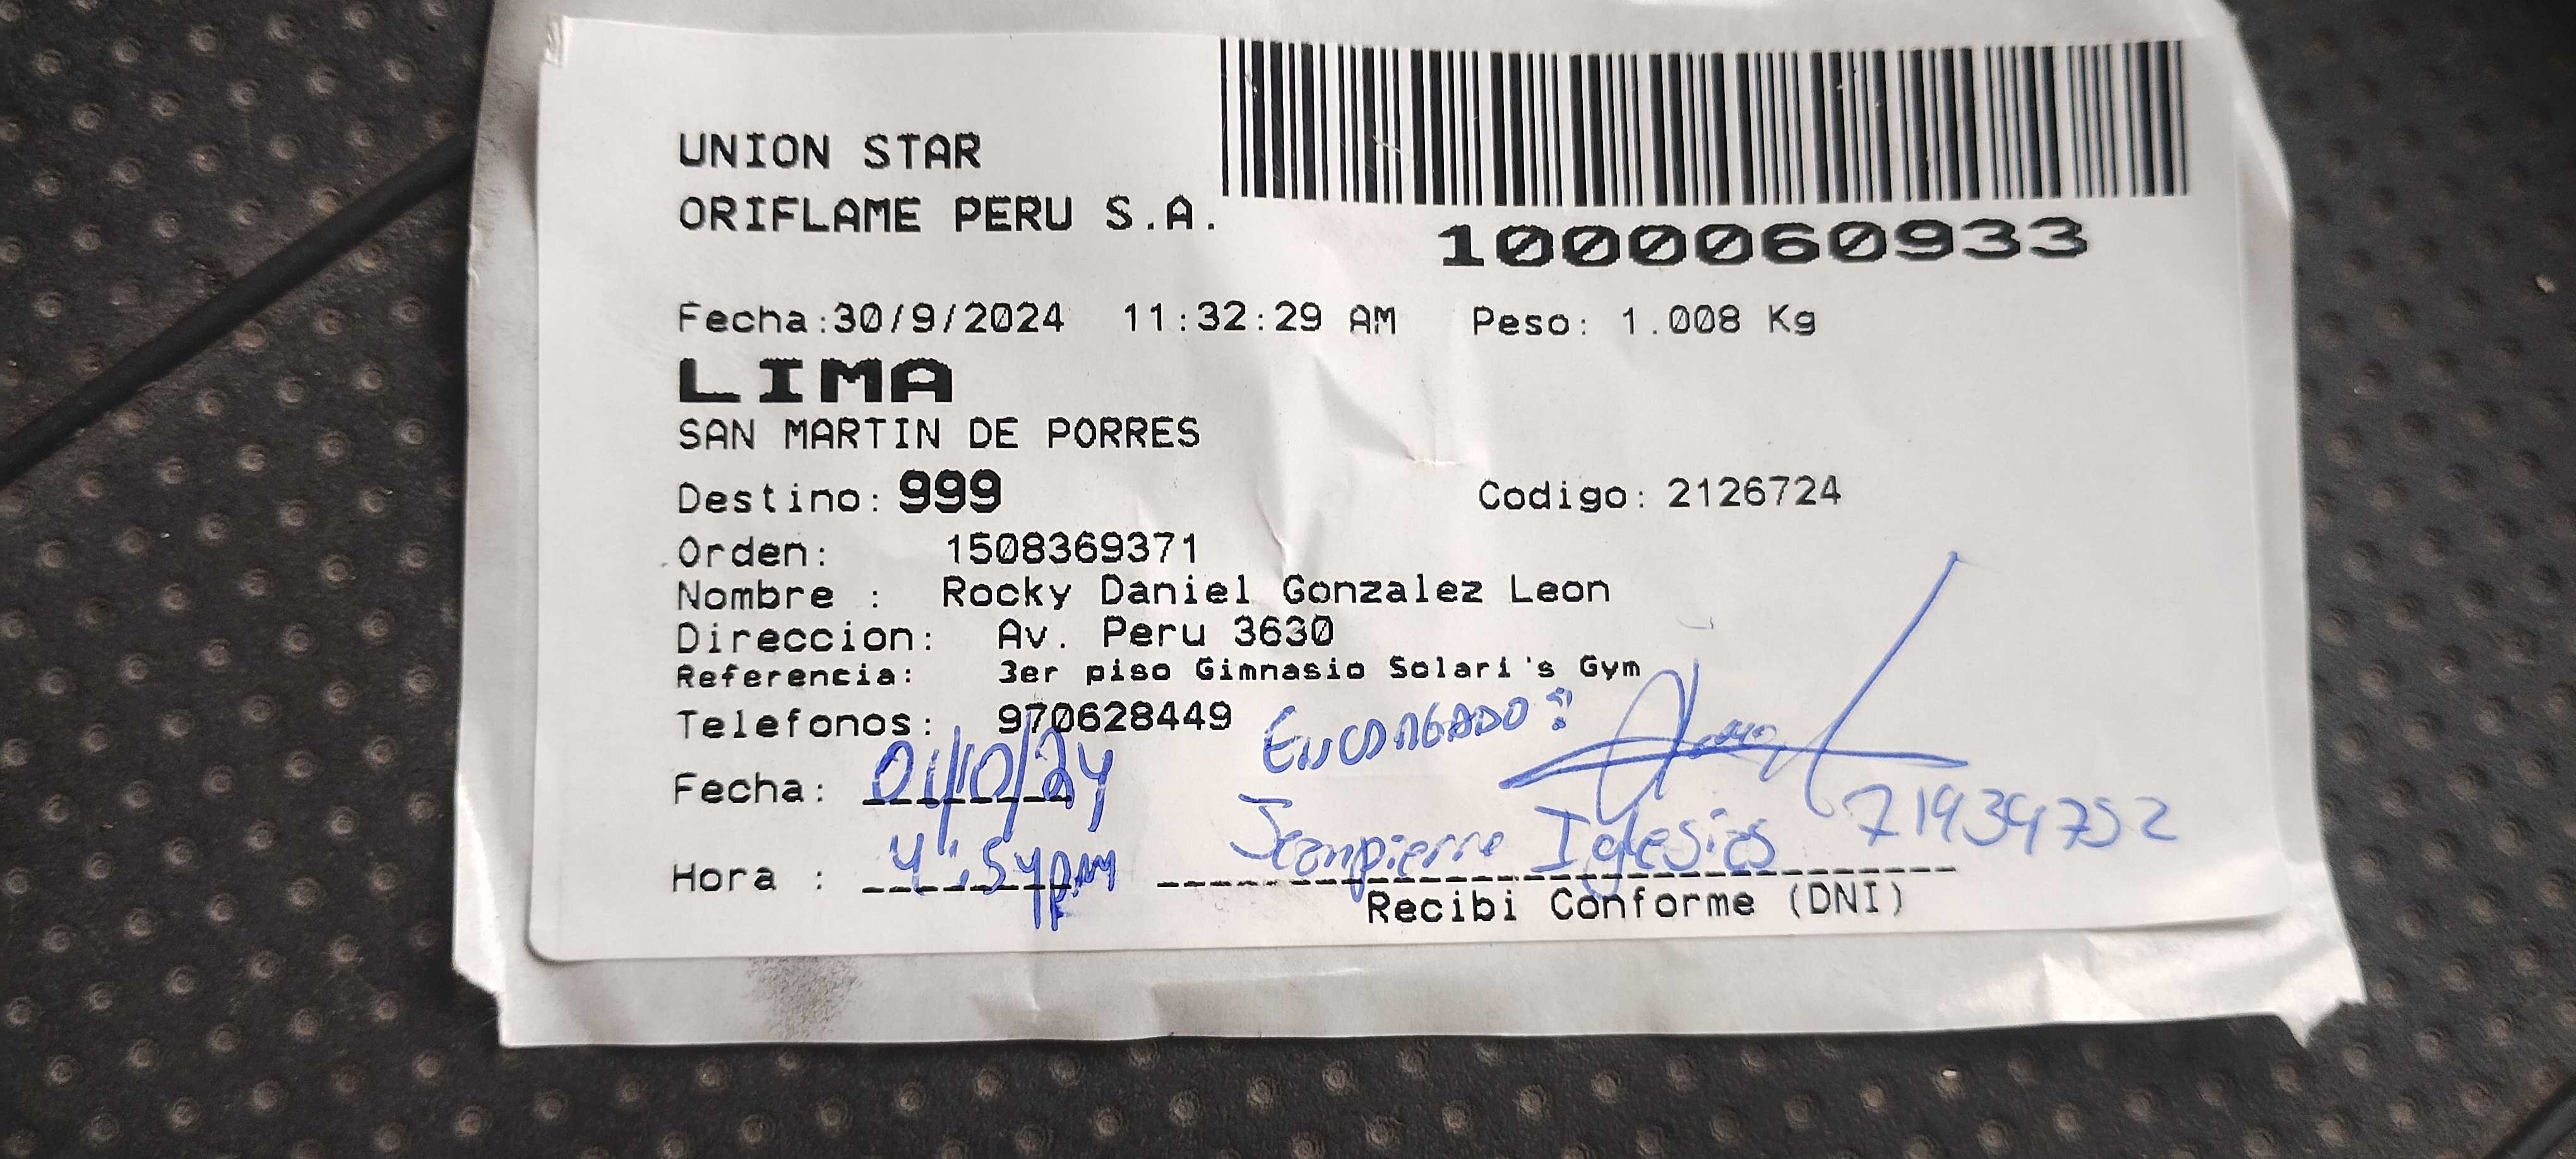 UNION STAR
ORIFLAME PERU S.A.
1000060933
Fecha:30/9/2024 11:32:29 AM Peso: 1.008 Kg
LIMA
SAN MARTIN DE PORRES
Destino: 999 Codigo: 2126724
Orden: 1508369371
Nombre : Rocky Daniel Gonzalez Leon
Direccion: Av. Peru 3630
Referencia: 3er piso Gimnasio Solari's Gym
Telefonos: 970628449 ENCARGADO:
Fecha: 01/10/24
Jeanpierre Iglesias 71939752
Hora : 4:54pm
Recibi Conforme (DNI)